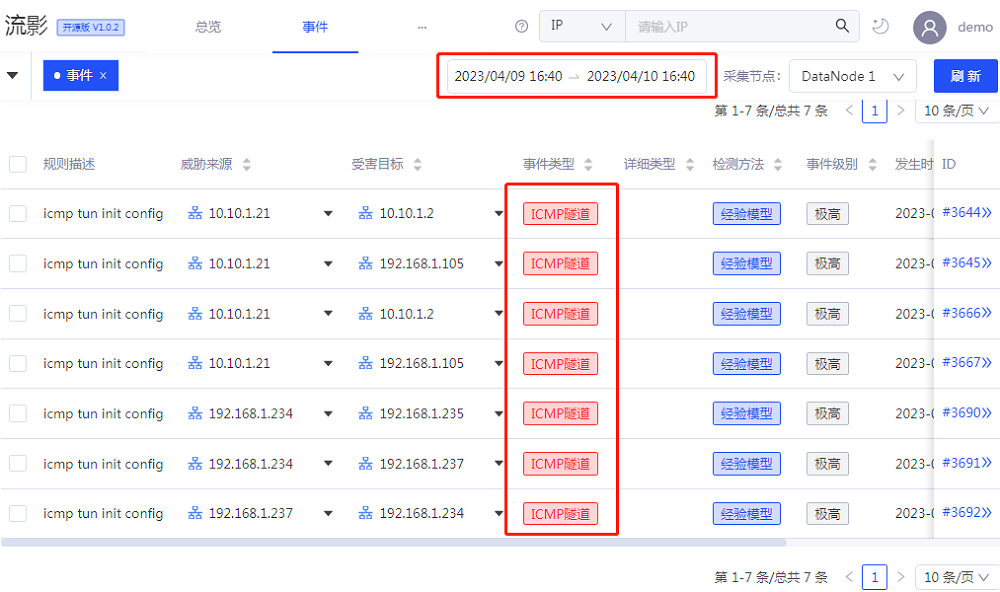 流影 开源版 V1.0.2 总览 事件 ... IP 请输入IP demo
事件 × 2023/04/09 16:40 → 2023/04/10 16:40 采集节点: DataNode 1 刷 新
第 1-7 条/总共 7 条 < 1 > 10 条/页
规则描述 威胁来源 受害目标 事件类型 详细类型 检测方法 事件级别 发生时 ID
icmp tun init config 10.10.1.21 10.10.1.2 ICMP隧道 经验模型 极高 2023-0 #3644
icmp tun init config 10.10.1.21 192.168.1.105 ICMP隧道 经验模型 极高 2023-0 #3645
icmp tun init config 10.10.1.21 10.10.1.2 ICMP隧道 经验模型 极高 2023-0 #3666
icmp tun init config 10.10.1.21 192.168.1.105 ICMP隧道 经验模型 极高 2023-0 #3667
icmp tun init config 192.168.1.234 192.168.1.235 ICMP隧道 经验模型 极高 2023-0 #3690
icmp tun init config 192.168.1.234 192.168.1.237 ICMP隧道 经验模型 极高 2023-0 #3691
icmp tun init config 192.168.1.237 192.168.1.234 ICMP隧道 经验模型 极高 2023-0 #3692
第 1-7 条/总共 7 条 < 1 > 10 条/页